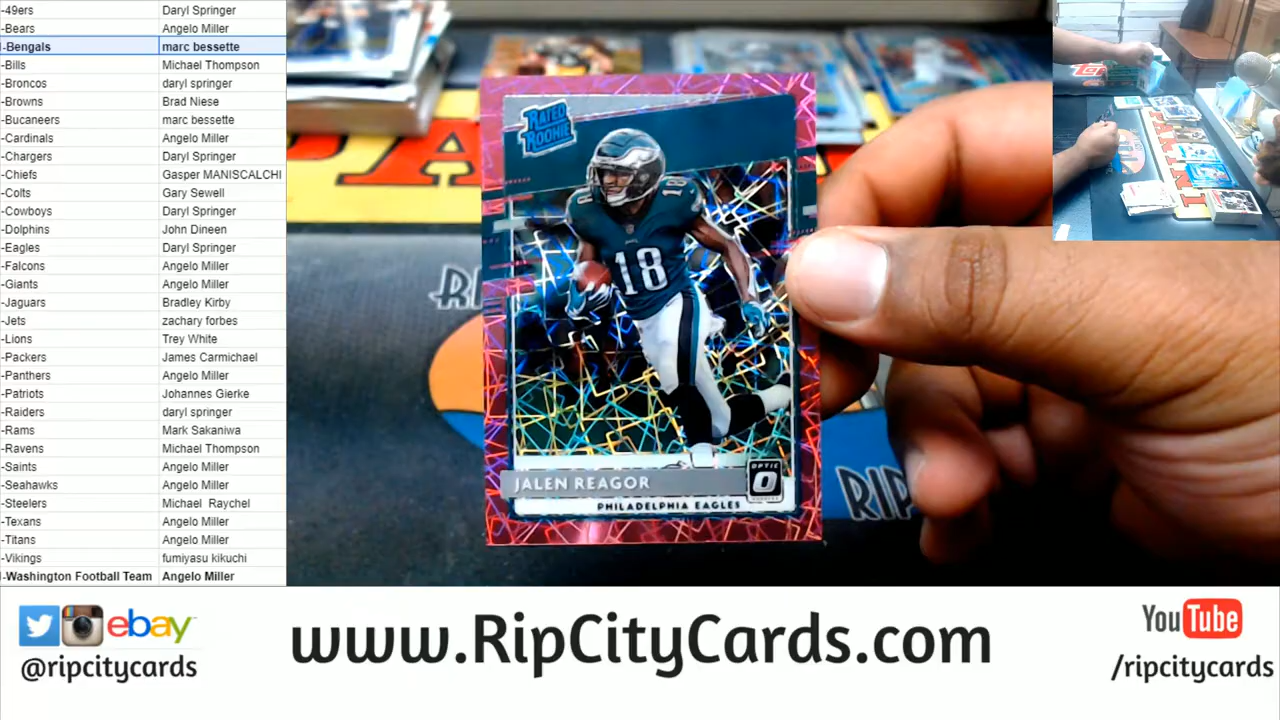 -49ers Daryl Springer
-Bears Angelo Miller
-Bengals marc bessette
-Bills Michael Thompson
-Broncos daryl springer
-Browns Brad Niese
-Bucaneers marc bessette
-Cardinals Angelo Miller
-Chargers Daryl Springer
-Chiefs Gasper MANISCALCHI
-Colts Gary Sewell
-Cowboys Daryl Springer
-Dolphins John Dineen
-Eagles Daryl Springer
-Falcons Angelo Miller
-Giants Angelo Miller
-Jaguars Bradley Kirby
-Jets zachary forbes
-Lions Trey White
-Packers James Carmichael
-Panthers Angelo Miller
-Patriots Johannes Gierke
-Raiders daryl springer
-Rams Mark Sakaniwa
-Ravens Michael Thompson
-Saints Angelo Miller
-Seahawks Angelo Miller
-Steelers Michael Raychel
-Texans Angelo Miller
-Titans Angelo Miller
-Vikings fumiyasu kikuchi
-Washington Football Team Angelo Miller
RATED
ROOKIE
18
18
JALEN REAGOR
OPTIC
PHILADELPHIA EAGLES
RIP
PANINI
ebay
@ripcitycards
www.RipCityCards.com
YouTube
/ripcitycards